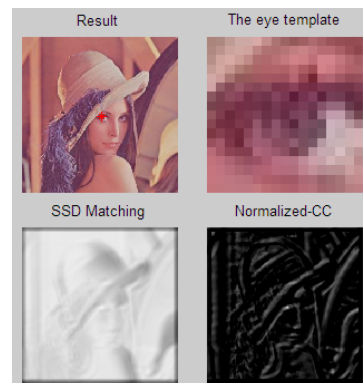 Result
The eye template
SSD Matching
Normalized-CC